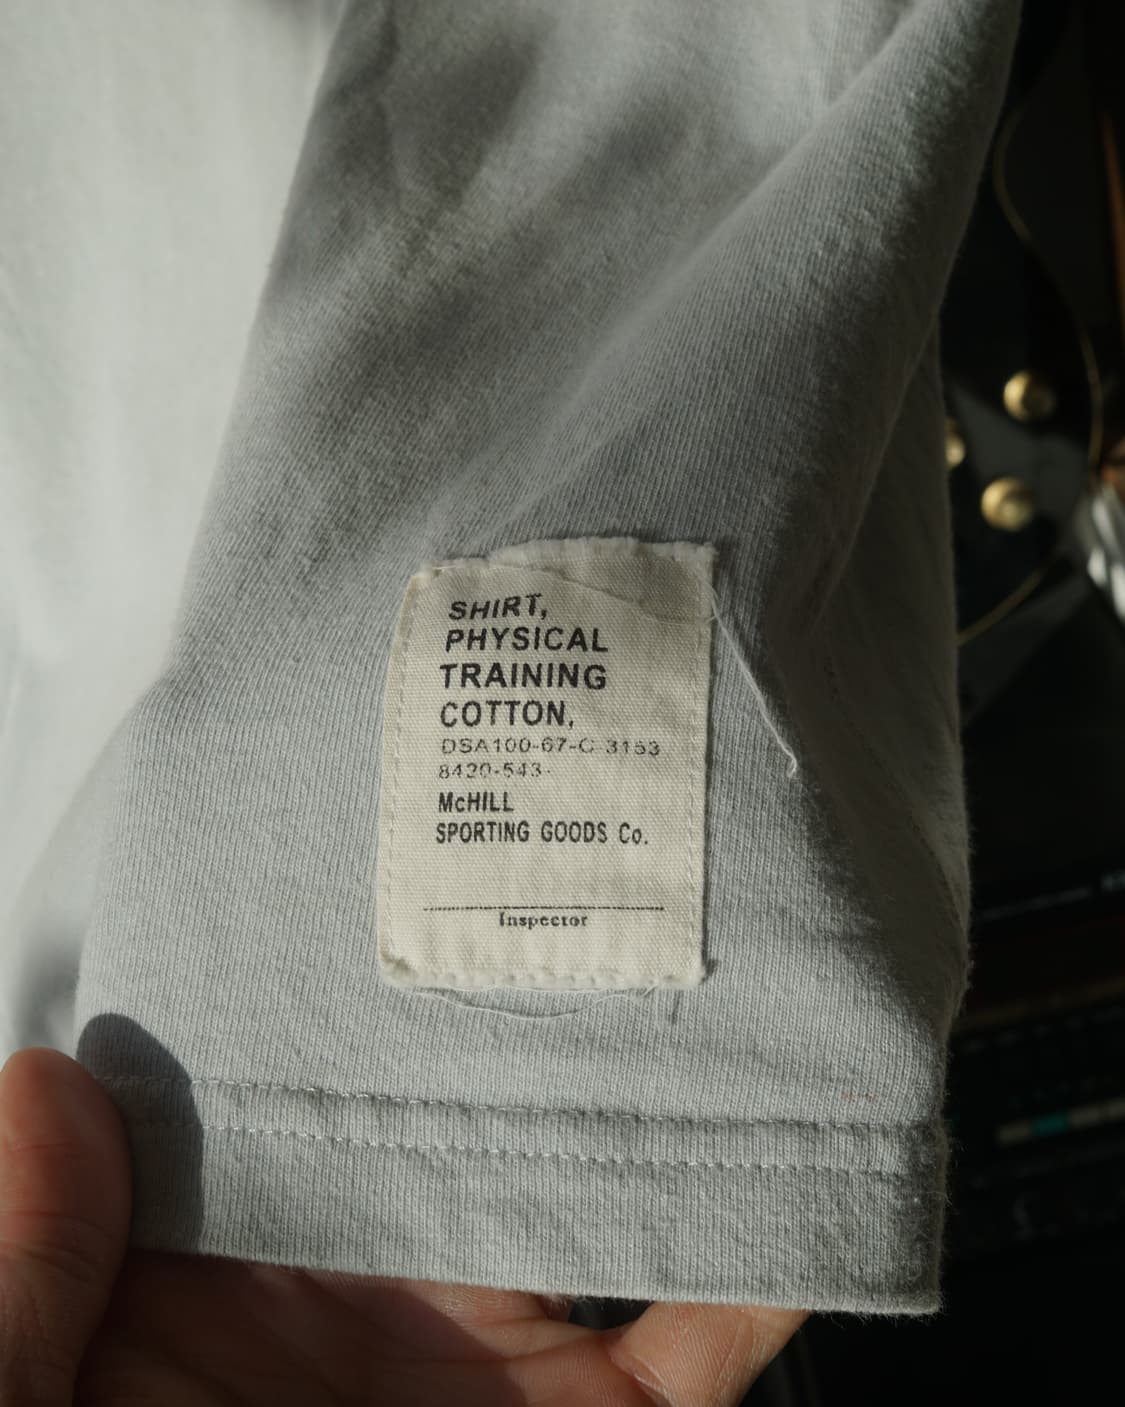 SHIRT,
PHYSICAL
TRAINING
COTTON,
DSA100-67-C-3153
8420-543-
McHILL
SPORTING GOODS Co.
Inspector